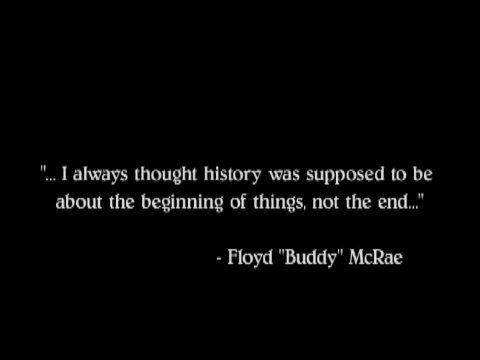 "... I always thought history was supposed to be
about the beginning of things, not the end..."
- Floyd "Buddy" McRae